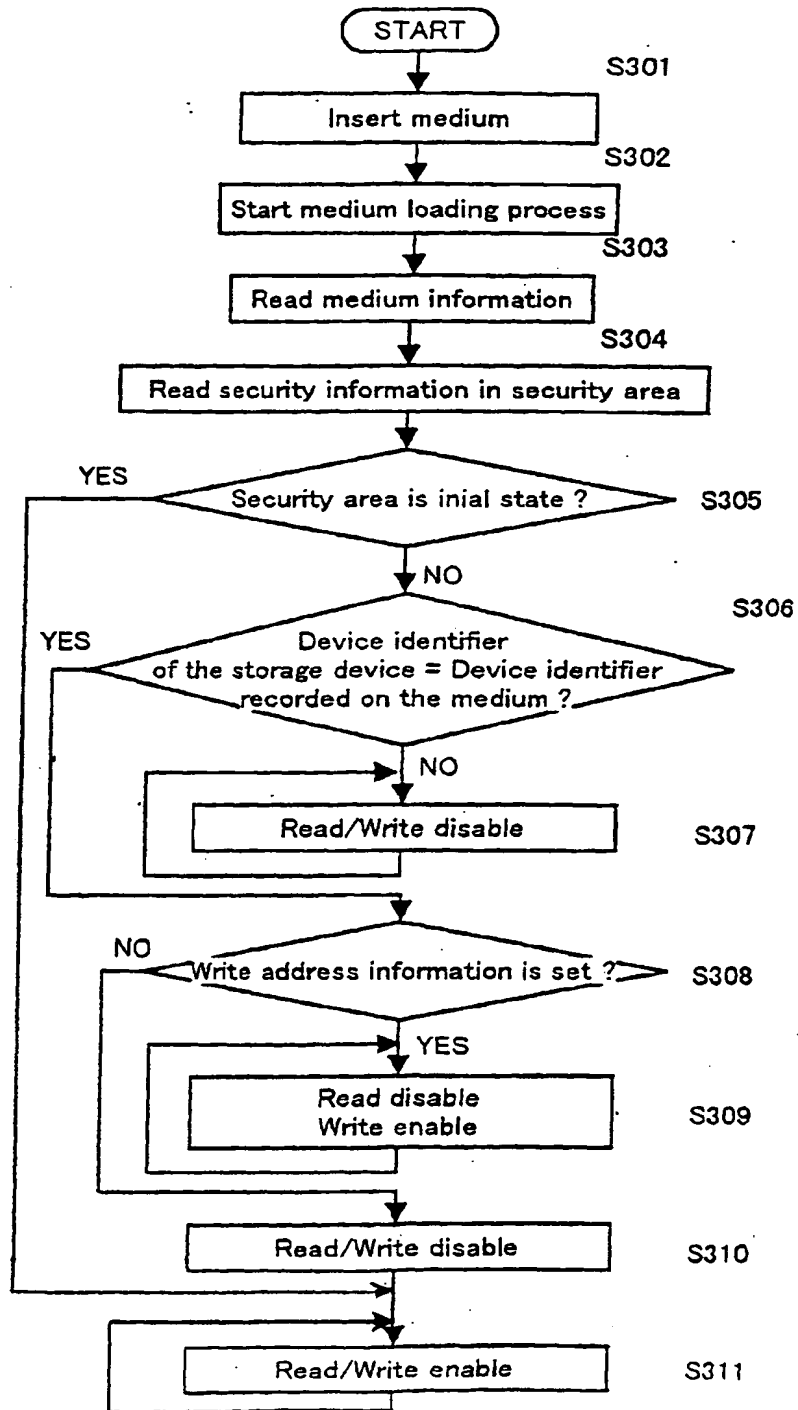 START
S301
Insert medium
S302
Start medium loading process
S303
Read medium information
S304
Read security information in security area
YES
Security area is inial state ?
S305
NO
S306
YES
Device identifier
of the storage device = Device identifier
recorded on the medium ?
NO
Read/Write disable
S307
NO
Write address information is set ?
S308
YES
Read disable
Write enable
S309
Read/Write disable
S310
Read/Write enable
S311